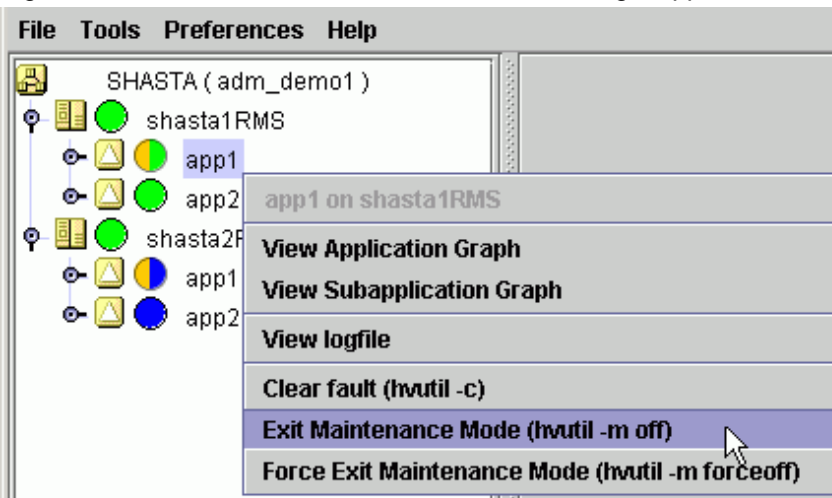 File Tools Preferences Help
SHASTA ( adm_demo1 )
shasta1RMS
app1
app2
app1 on shasta1RMS
shasta2R
View Application Graph
app1
View Subapplication Graph
app2
View logfile
Clear fault (hvutil -c)
Exit Maintenance Mode (hvutil -m off)
Force Exit Maintenance Mode (hvutil -m forceoff)